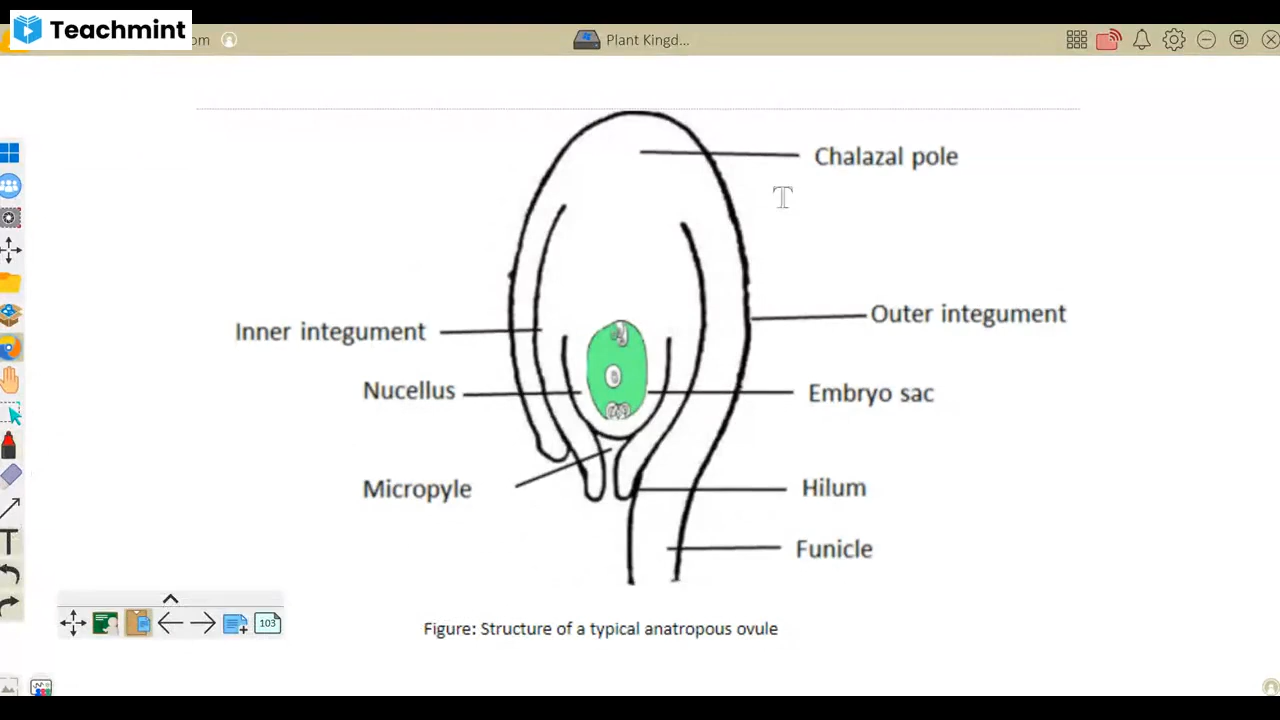 Teachmint
om
Plant Kingd...
Chalazal pole
T
Outer integument
Inner integument
Nucellus
Embryo sac
Micropyle
Hilum
Funicle
T
103
Figure: Structure of a typical anatropous ovule